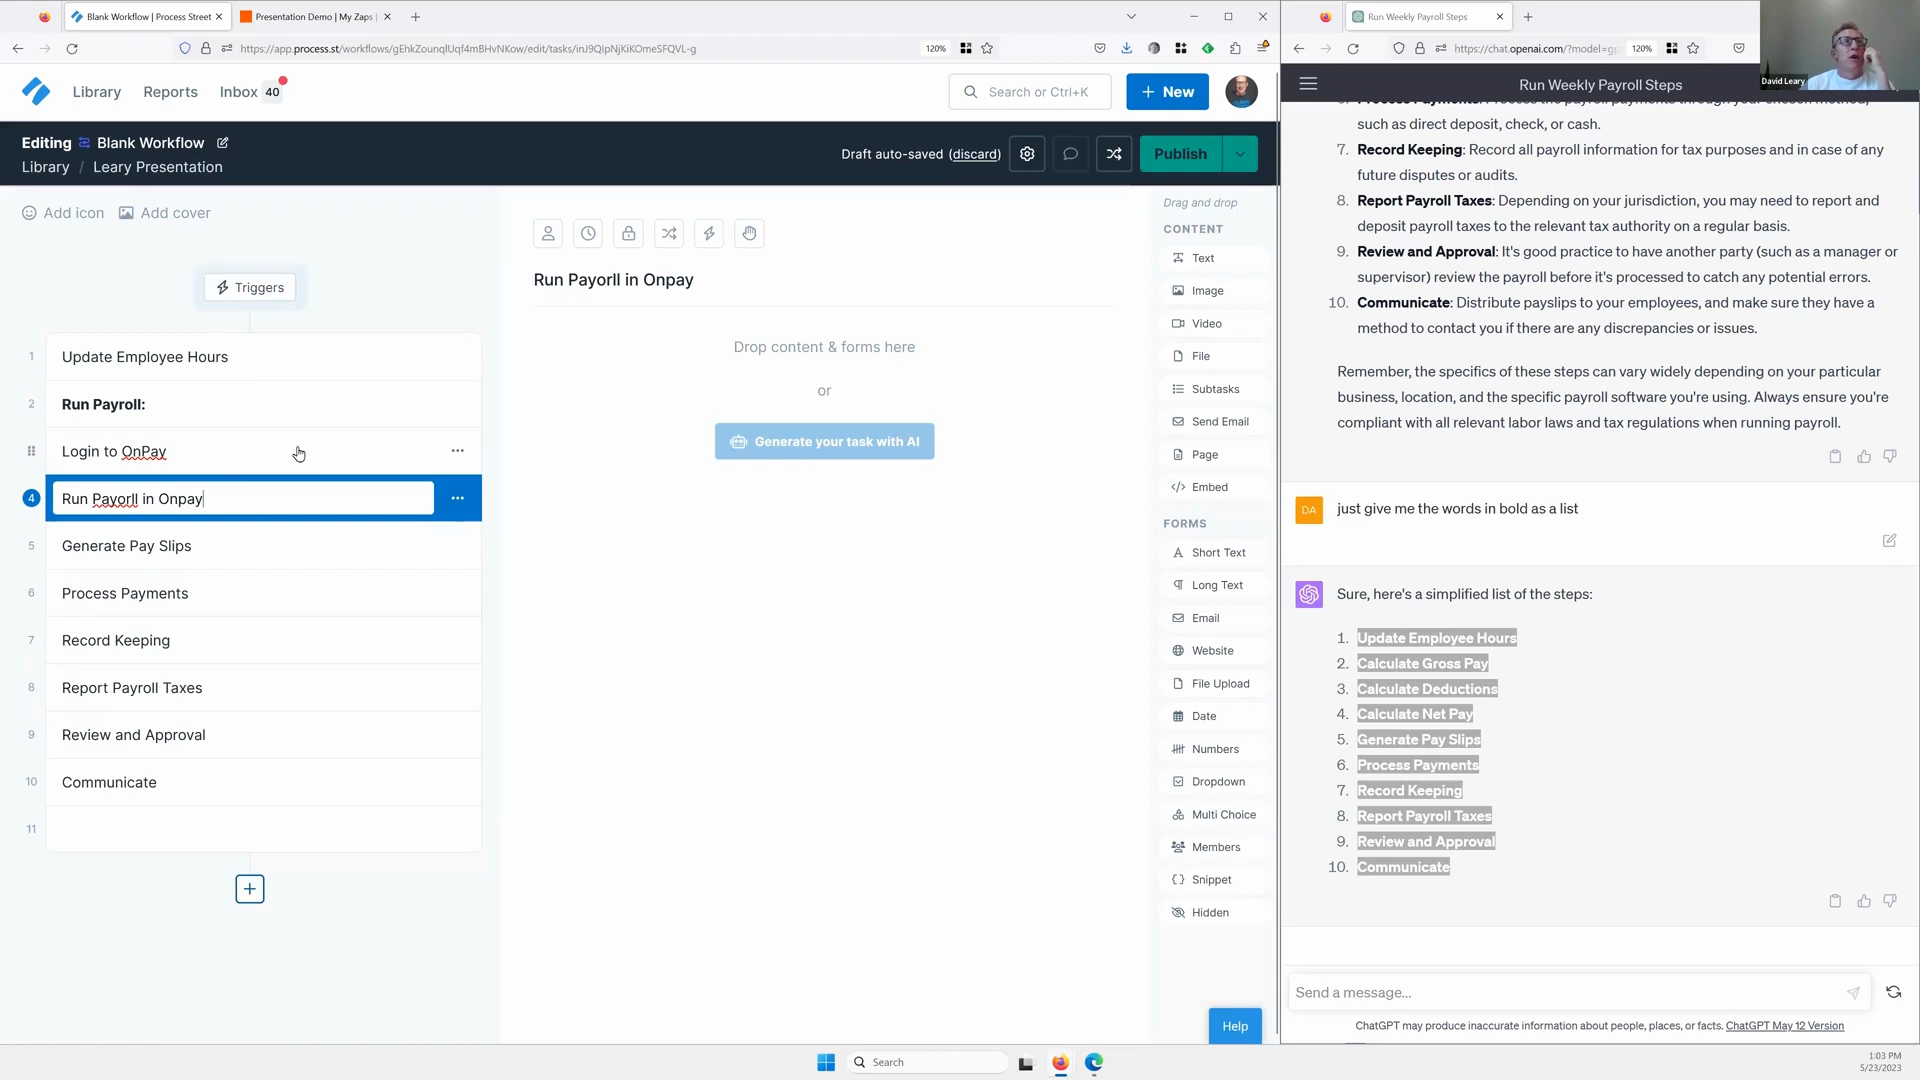 Blank Workflow | Process Street
Presentation Demo | My Zaps |
https://app.process.st/workflows/gEhkZounqlUqf4mBHvNKow/edit/tasks/inJ9QIpNjKiKOmeSFQVL-g
120%
Library
Reports
Inbox 40
Search or Ctrl+K
New
Editing Blank Workflow
Library / Leary Presentation
Draft auto-saved (discard)
Publish
Add icon
Add cover
Triggers
1 Update Employee Hours
2 Run Payroll:
Login to OnPay
4 Run Payorll in Onpay
5 Generate Pay Slips
6 Process Payments
7 Record Keeping
8 Report Payroll Taxes
9 Review and Approval
10 Communicate
11
Run Payorll in Onpay
Drop content & forms here
or
Generate your task with AI
Drag and drop
CONTENT
Text
Image
Video
File
Subtasks
Send Email
Page
Embed
FORMS
Short Text
Long Text
Email
Website
File Upload
Date
Numbers
Dropdown
Multi Choice
Members
Snippet
Hidden
Help
Run Weekly Payroll Steps
https://chat.openai.com/?model=gp
120%
David Leary
Run Weekly Payroll Steps
Process Payments: Process the payroll payments through your chosen method,
such as direct deposit, check, or cash.
7. Record Keeping: Record all payroll information for tax purposes and in case of any
future disputes or audits.
8. Report Payroll Taxes: Depending on your jurisdiction, you may need to report and
deposit payroll taxes to the relevant tax authority on a regular basis.
9. Review and Approval: It's good practice to have another party (such as a manager or
supervisor) review the payroll before it's processed to catch any potential errors.
10. Communicate: Distribute payslips to your employees, and make sure they have a
method to contact you if there are any discrepancies or issues.
Remember, the specifics of these steps can vary widely depending on your particular
business, location, and the specific payroll software you're using. Always ensure you're
compliant with all relevant labor laws and tax regulations when running payroll.
DA just give me the words in bold as a list
Sure, here's a simplified list of the steps:
1. Update Employee Hours
2. Calculate Gross Pay
3. Calculate Deductions
4. Calculate Net Pay
5. Generate Pay Slips
6. Process Payments
7. Record Keeping
8. Report Payroll Taxes
9. Review and Approval
10. Communicate
Send a message...
ChatGPT may produce inaccurate information about people, places, or facts. ChatGPT May 12 Version
Search
1:03 PM
5/23/2023